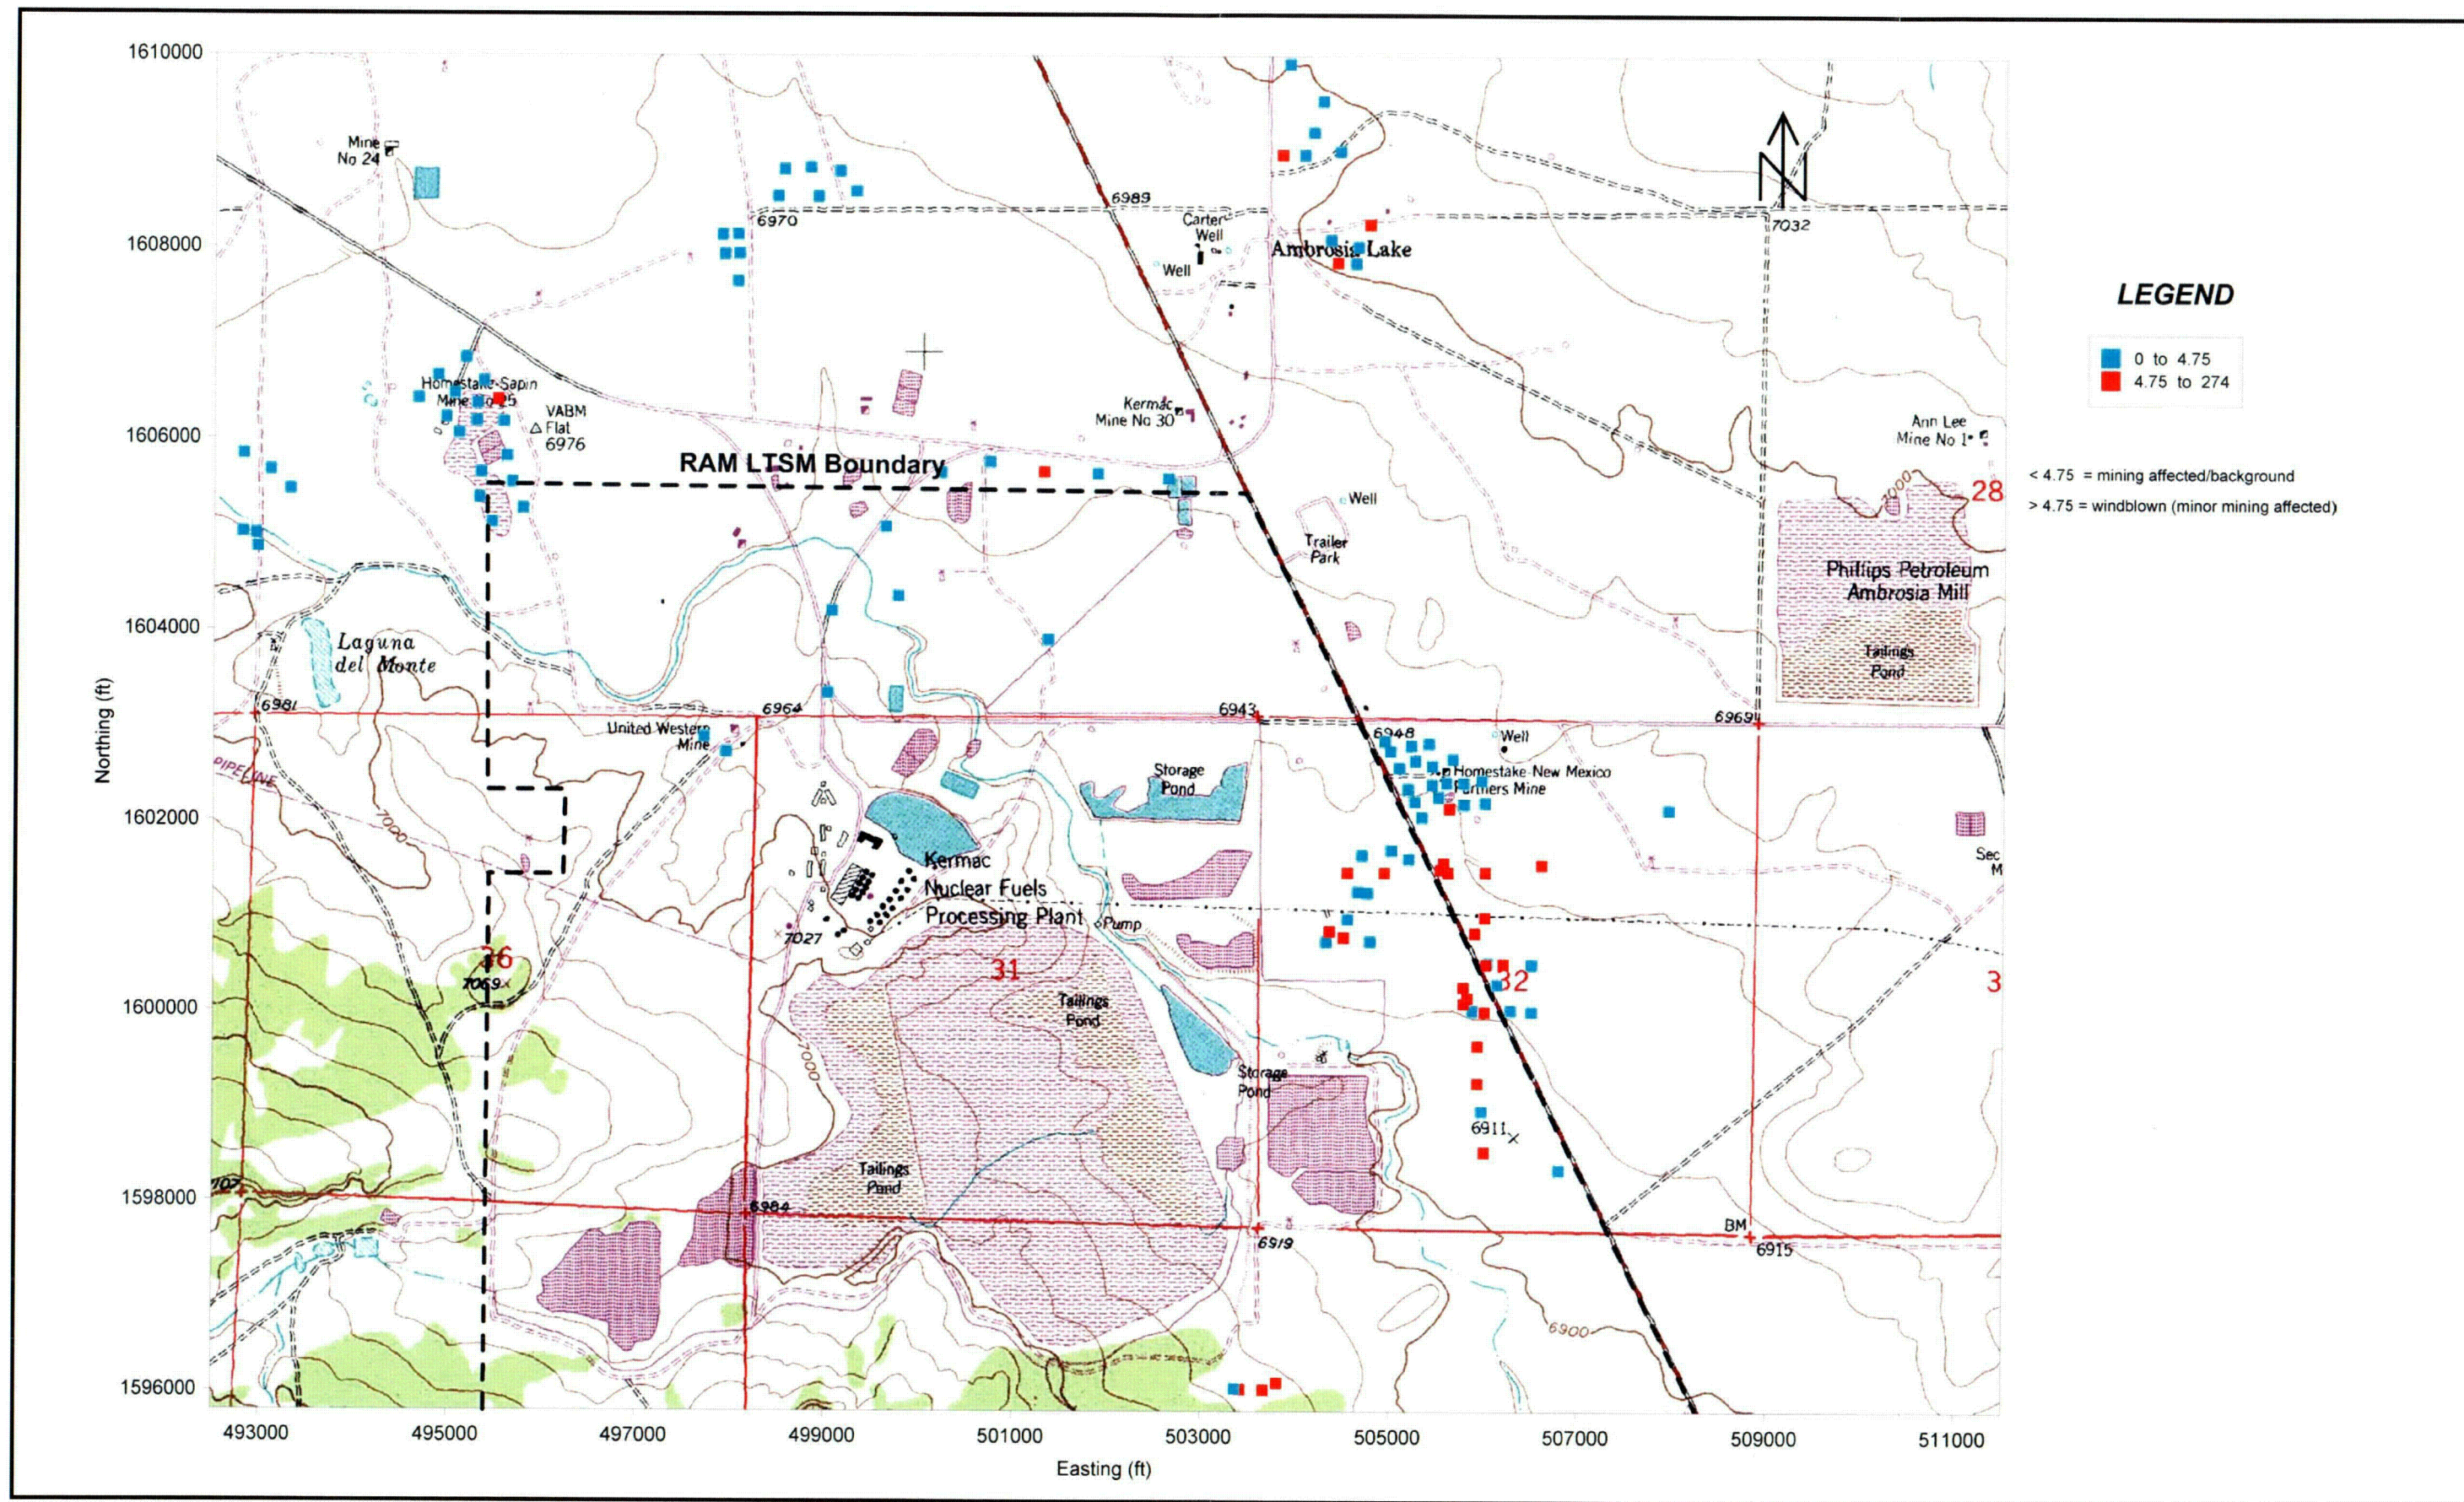 1610000
1608000
1606000
1604000
1602000
1600000
1598000
1596000
Northing (ft)
493000
495000
497000
499000
501000
503000
505000
507000
509000
511000
Easting (ft)
Mine
No 24
6970
6989
Carter
Well
Well
Ambrosia Lake
N
7032
Homestake-Sapin
Mine No 25
VABM
Flat
6976
Kermac
Mine No 30
Ann Lee
Mine No 1
RAM LTSM Boundary
7000
28
Well
Trailer
Park
Phillips Petroleum
Ambrosia Mill
Tailings
Pond
Laguna
del Monte
6981
6964
6943
6969
United Western
Mine
6948
Well
PIPELINE
Storage
Pond
Homestake-New Mexico
Partners Mine
7000
Kermac
Nuclear Fuels
Processing Plant
Pump
Sec
M
7027
36
7069
31
32
3
Tailings
Pond
7000
Storage
Pond
6911
Tailings
Pond
6984
6919
BM
6915
6900
LEGEND
0 to 4.75
4.75 to 274
< 4.75 = mining affected/background
> 4.75 = windblown (minor mining affected)